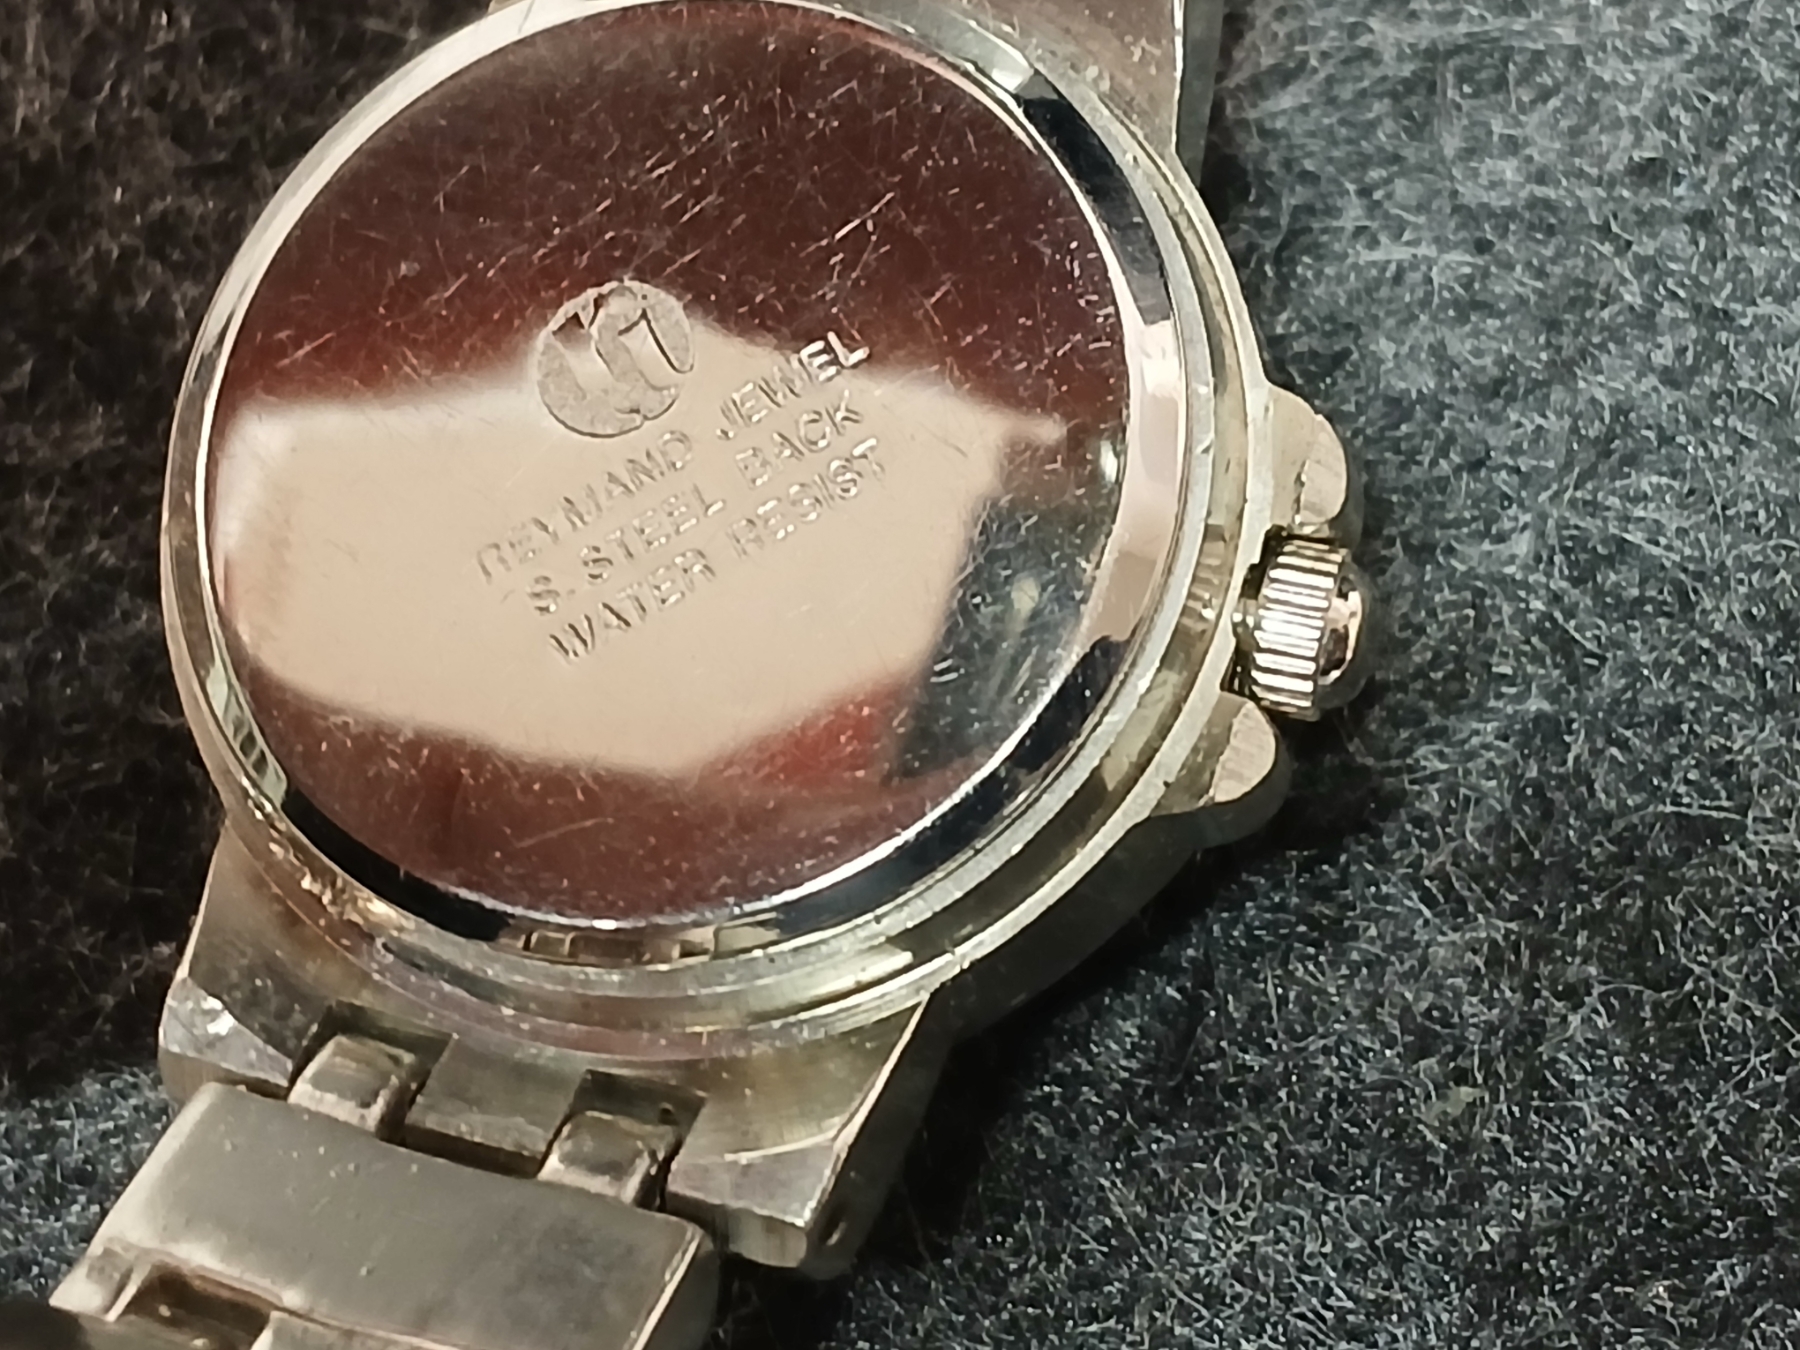 REYMAND JEWEL
S. STEEL BACK
WATER RESIST